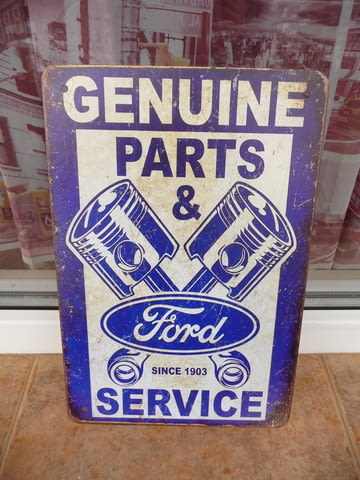 GENUINE
PARTS
&
Ford
SINCE 1903
SERVICE